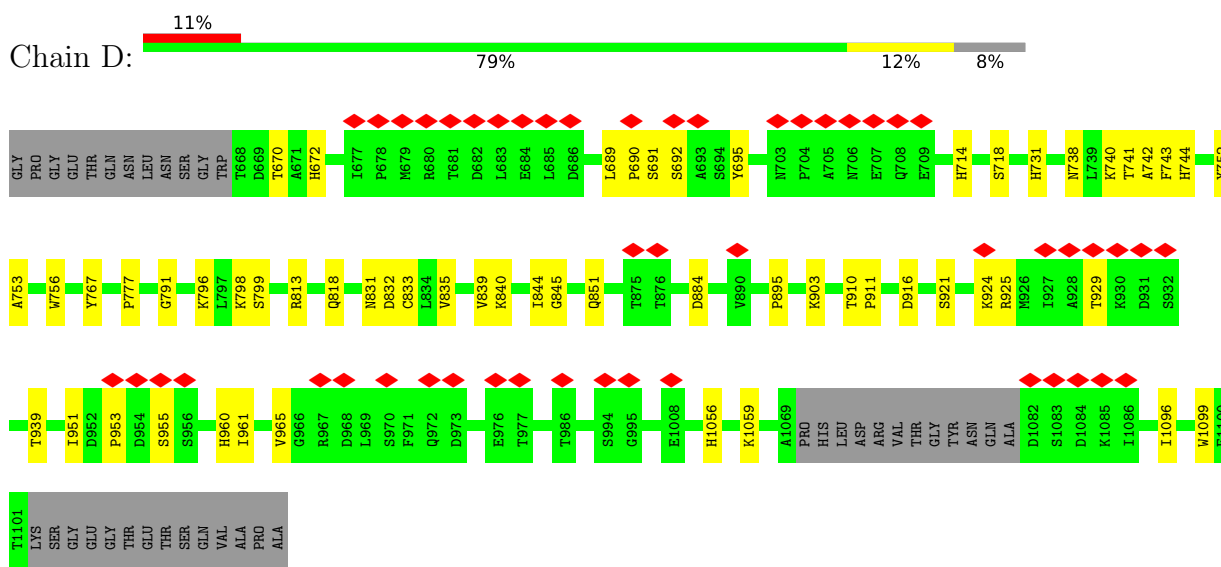 11%
Chain D:
79% 12% 8%
GLY PRO GLY GLU THR GLN ASN LEU ASN SER GLY TRP T668 D669 T670 A671 H672 I677 P678 M679 R680 T681 D682 L683 E684 L685 D686 L689 P690 S691 S692 A693 S694 Y695 N703 P704 A705 N706 E707 Q708 E709 H714 S718 H731 N738 L739 K740 T741 A742 F743 H744
A753 W756 Y767 P777 G791 K796 L797 K798 S799 R813 Q818 N831 D832 C833 L834 V835 V839 K840 I844 G845 Q851 T875 T876 D884 V890 P895 K903 T910 P911 D916 S921 K924 R925 M926 I927 A928 T929 K930 D931 S932
T939 I951 D952 P953 D954 S955 S956 H960 I961 V965 G966 R967 D968 L969 S970 F971 Q972 D973 E976 T977 T986 S994 G995 E1008 H1056 K1059 A1069 PRO HIS LEU ASP ARG VAL THR GLY TYR ASN GLN ALA D1082 S1083 D1084 K1085 I1086 I1096 W1099
T1101 LYS SER GLY GLU GLY THR GLU THR SER GLN VAL ALA PRO ALA